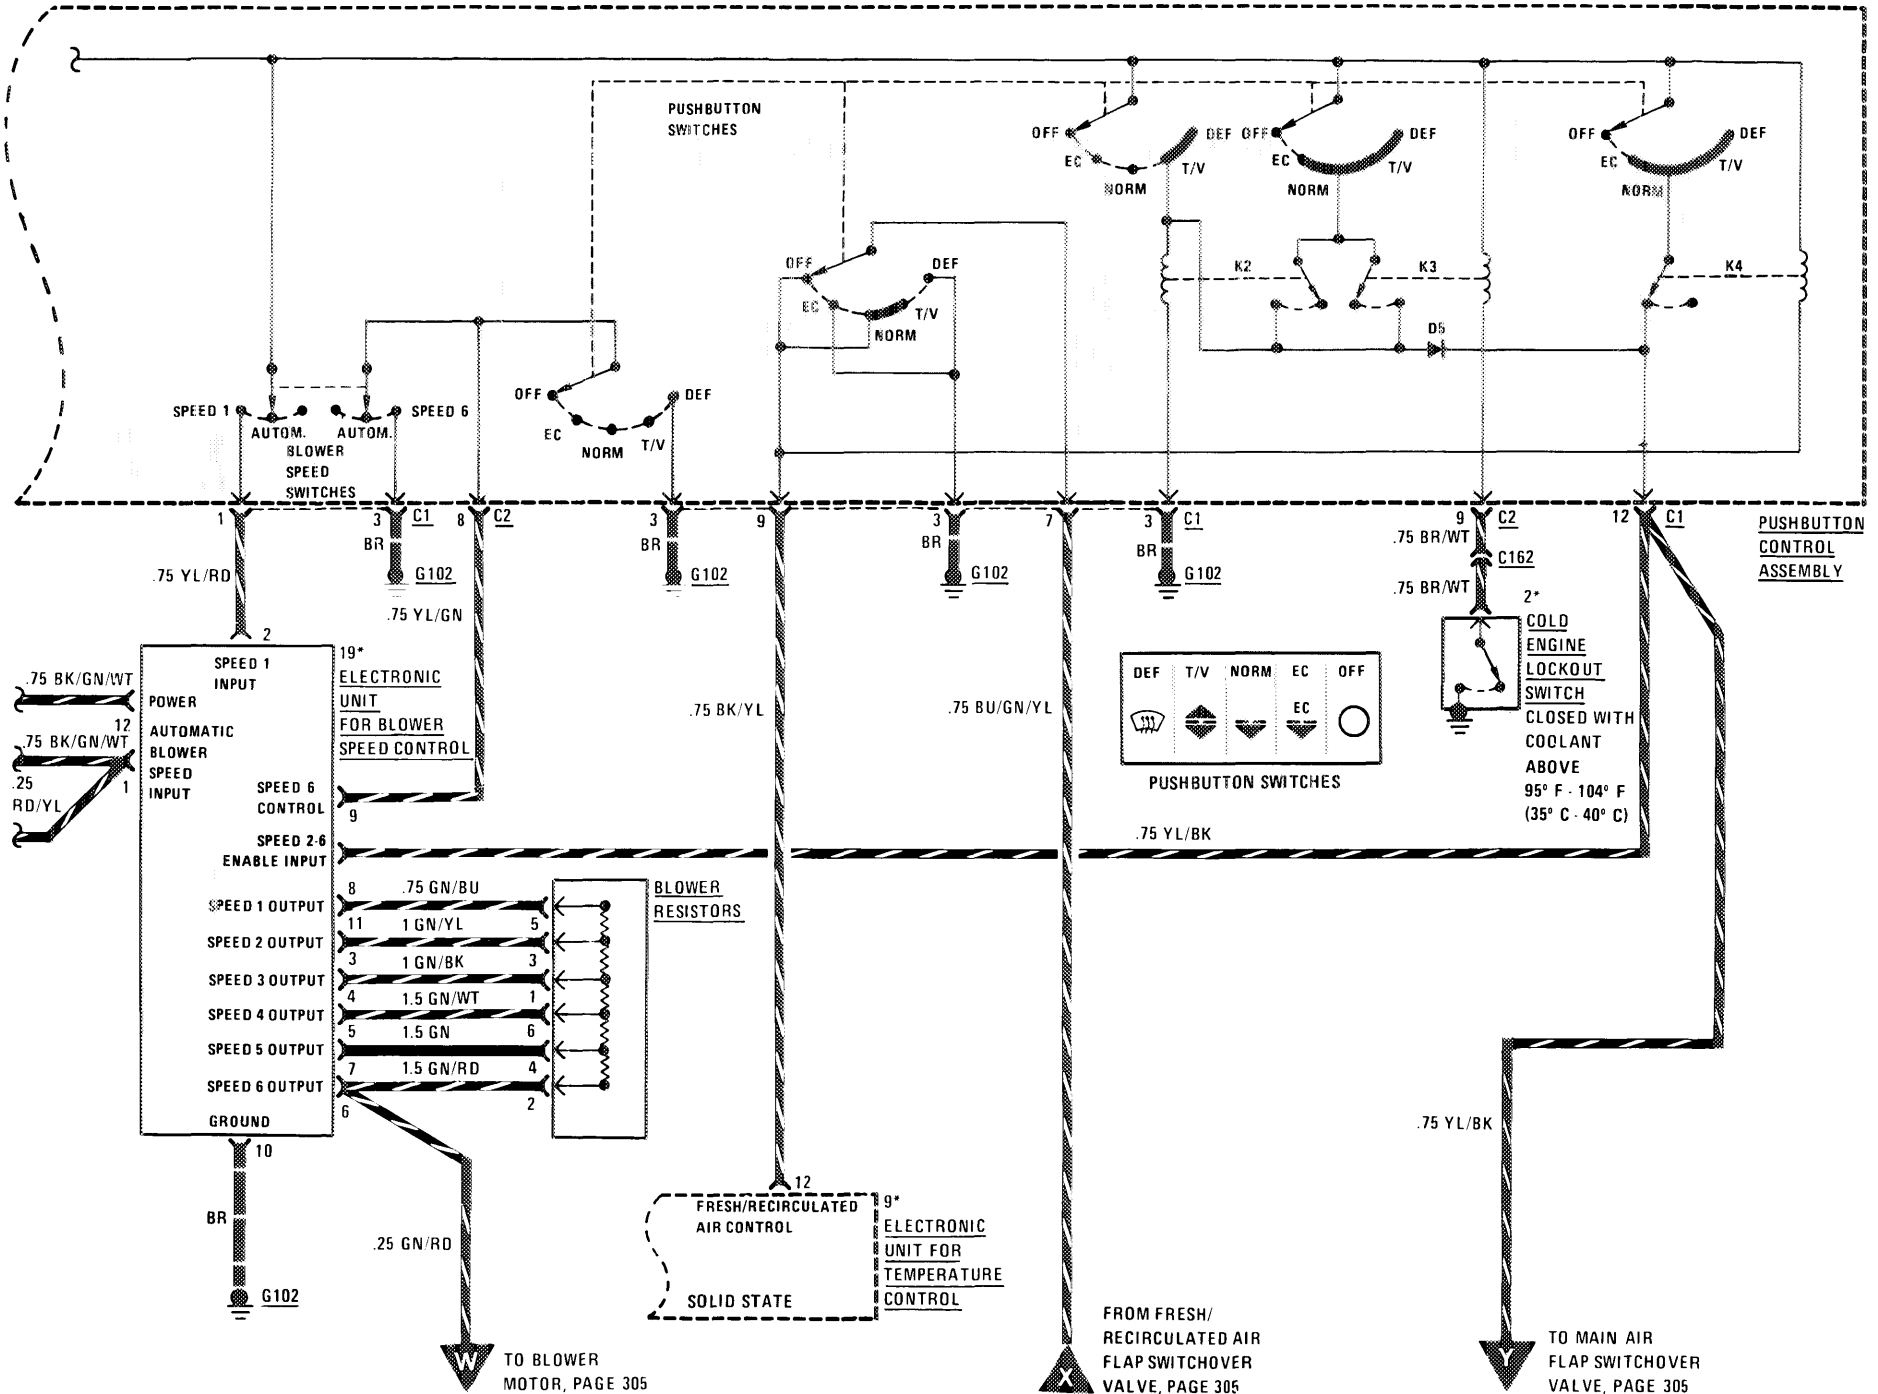 PUSHBUTTON
SWITCHES
OFF
EC
NORM
T/V
DEF
OFF
EC
NORM
T/V
DEF
OFF
EC
NORM
T/V
DEF
OFF
EC
NORM
T/V
DEF
K2
K3
K4
D5
SPEED 1
AUTOM.
AUTOM.
SPEED 6
BLOWER
SPEED
SWITCHES
OFF
EC
NORM
T/V
DEF
1
3
C1
8
C2
3
9
3
7
3
C1
9
C2
12
C1
PUSHBUTTON
CONTROL
ASSEMBLY
BR
G102
BR
G102
BR
G102
BR
G102
.75 BR/WT
C162
.75 BR/WT
.75 YL/RD
.75 YL/GN
2
2*
COLD
ENGINE
LOCKOUT
SWITCH
CLOSED WITH
COOLANT
ABOVE
95° F - 104° F
(35° C - 40° C)
SPEED 1
INPUT
19*
ELECTRONIC
UNIT
FOR BLOWER
SPEED CONTROL
.75 BK/GN/WT
POWER
12
AUTOMATIC
BLOWER
SPEED
INPUT
.75 BK/GN/WT
1
.25
RD/YL
SPEED 6
CONTROL
9
SPEED 2-6
ENABLE INPUT
8
.75 BK/YL
.75 BU/GN/YL
DEF
T/V
NORM
EC
OFF
EC
PUSHBUTTON SWITCHES
.75 YL/BK
SPEED 1 OUTPUT
11
.75 GN/BU
5
SPEED 2 OUTPUT
3
1 GN/YL
3
SPEED 3 OUTPUT
4
1 GN/BK
1
SPEED 4 OUTPUT
5
1.5 GN/WT
6
SPEED 5 OUTPUT
7
1.5 GN
4
SPEED 6 OUTPUT
6
1.5 GN/RD
2
BLOWER
RESISTORS
GROUND
10
BR
G102
.25 GN/RD
W
TO BLOWER
MOTOR, PAGE 305
12
FRESH/RECIRCULATED
AIR CONTROL
SOLID STATE
9*
ELECTRONIC
UNIT FOR
TEMPERATURE
CONTROL
X
FROM FRESH/
RECIRCULATED AIR
FLAP SWITCHOVER
VALVE, PAGE 305
.75 YL/BK
Y
TO MAIN AIR
FLAP SWITCHOVER
VALVE, PAGE 305